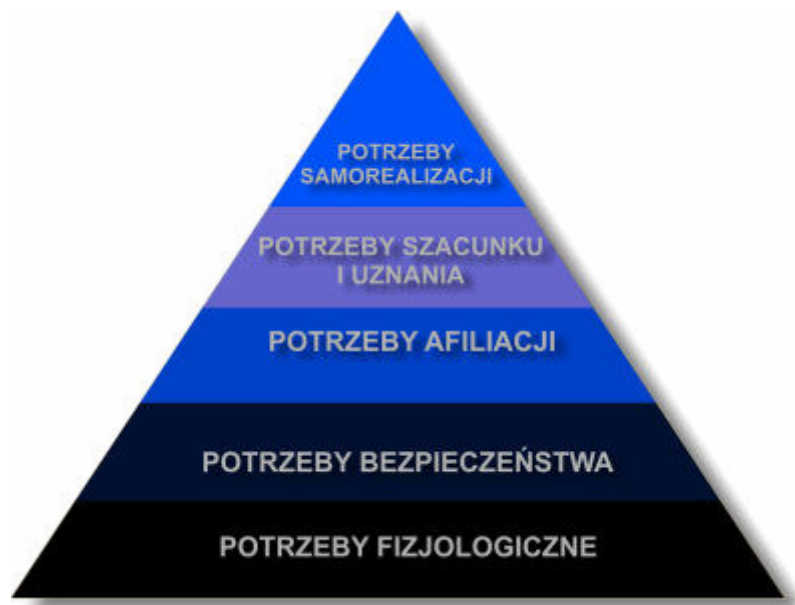 POTRZEBY
SAMOREALIZACJI
POTRZEBY SZACUNKU
I UZNANIA
POTRZEBY AFILIACJI
POTRZEBY BEZPIECZEŃSTWA
POTRZEBY FIZJOLOGICZNE